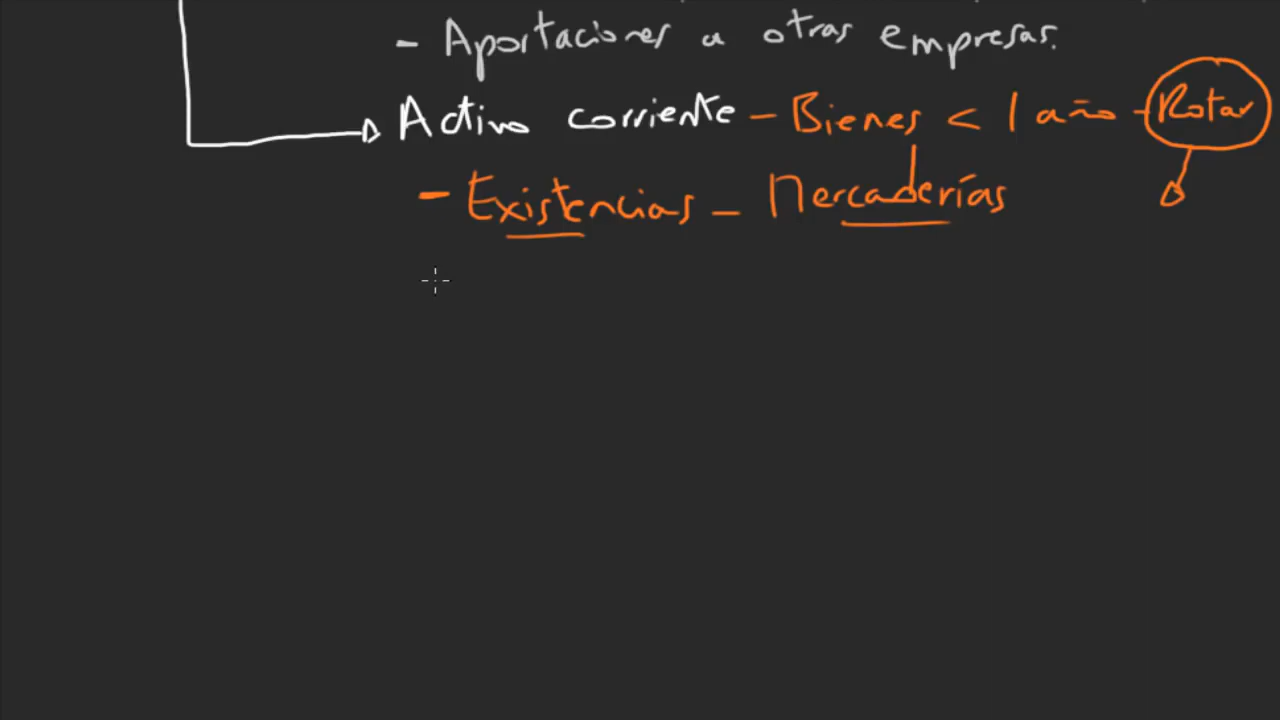 - Aportaciones a otras empresas.
Activo corriente - Bienes < 1 año - Rotar
- Existencias - Mercaderías